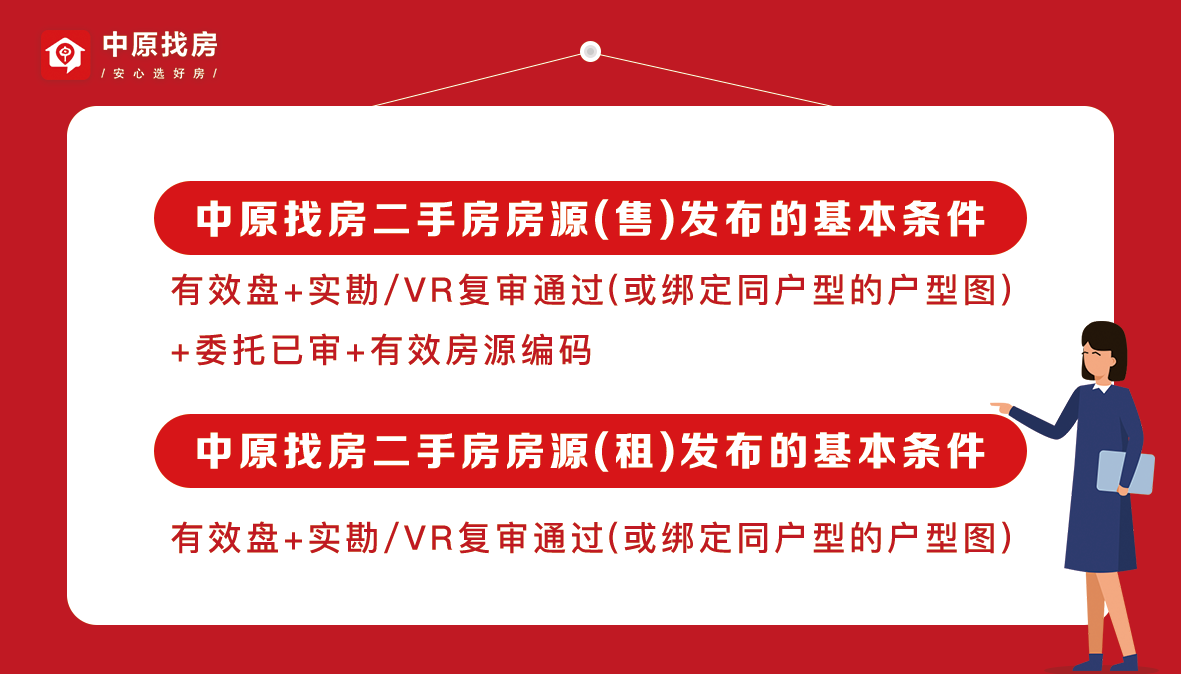 中原找房
/安心选好房/
中原找房二手房房源(售)发布的基本条件
有效盘+实勘/VR复审通过(或绑定同户型的户型图)
+委托已审+有效房源编码
中原找房二手房房源(租)发布的基本条件
有效盘+实勘/VR复审通过(或绑定同户型的户型图)